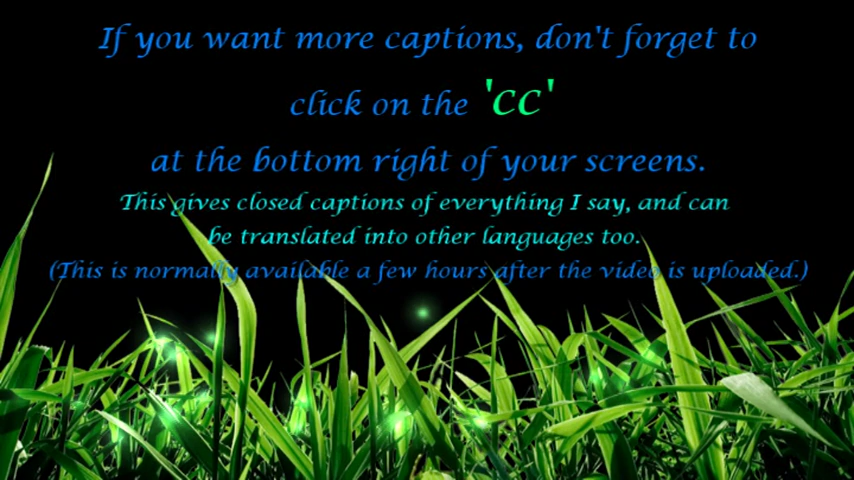 If you want more captions, don't forget to
click on the 'cc'
at the bottom right of your screens.
This gives closed captions of everything I say, and can
be translated into other languages too.
(This is normally available a few hours after the video is uploaded.)